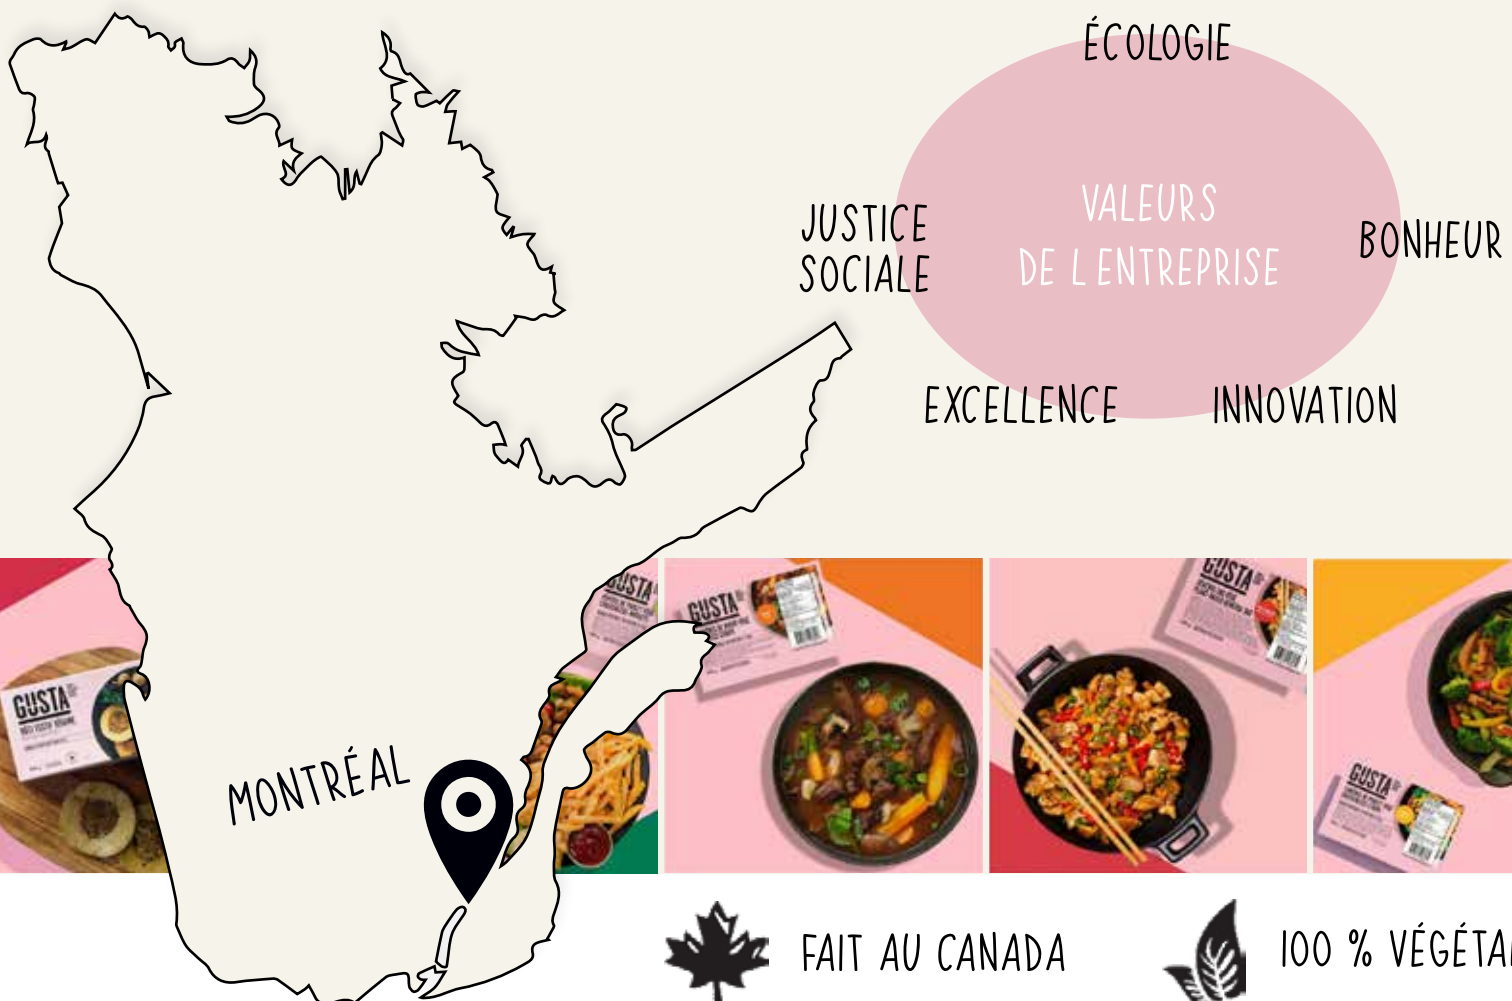 ÉCOLOGIE
JUSTICE
SOCIALE
VALEURS
DE L ENTREPRISE
BONHEUR
EXCELLENCE
INNOVATION
GUSTA
GUSTA
GUSTA
GUSTA
GUSTA
MONTRÉAL
FAIT AU CANADA
100 % VÉGÉTA